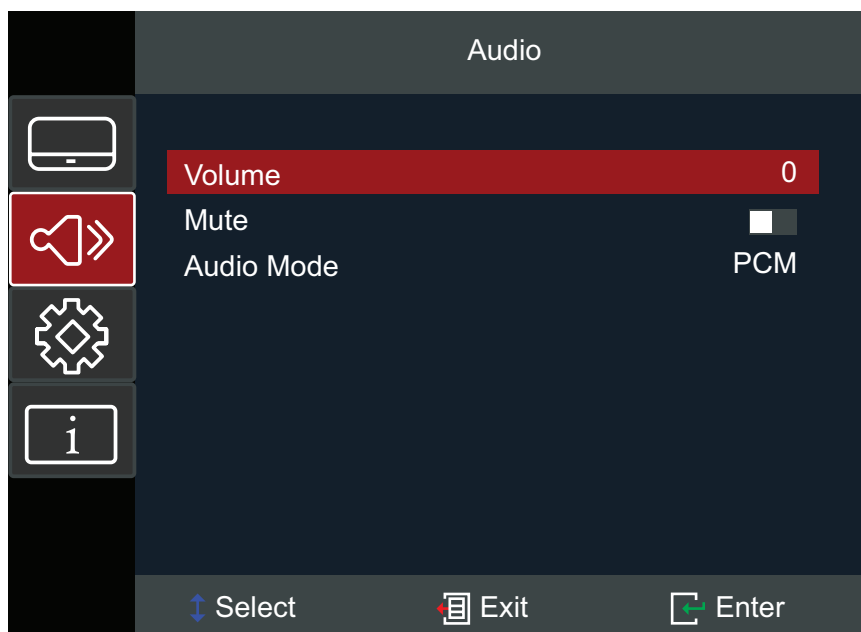 Audio
Volume 0
Mute
Audio Mode PCM
i
Select Exit Enter